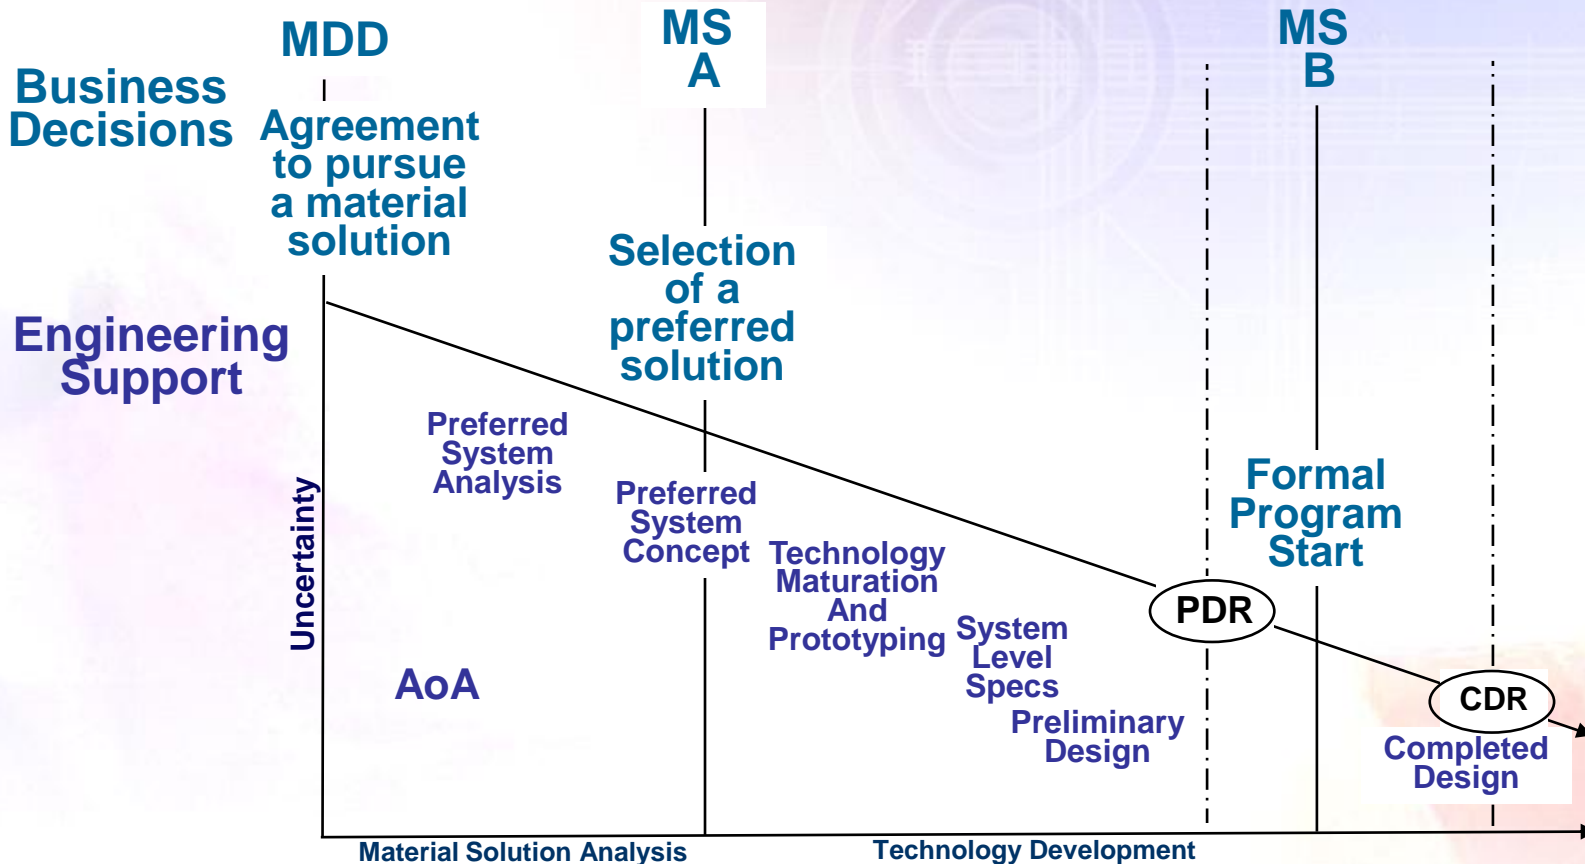 MDD
MS
A
MS
B
Business
Decisions
Agreement
to pursue
a material
solution
Selection
of a
preferred
solution
Engineering
Support
Preferred
System
Analysis
Formal
Program
Start
Preferred
System
Concept
Uncertainty
Technology
Maturation
And
Prototyping
System
Level
Specs
PDR
AoA
CDR
Preliminary
Design
Completed
Design
Material Solution Analysis
Technology Development